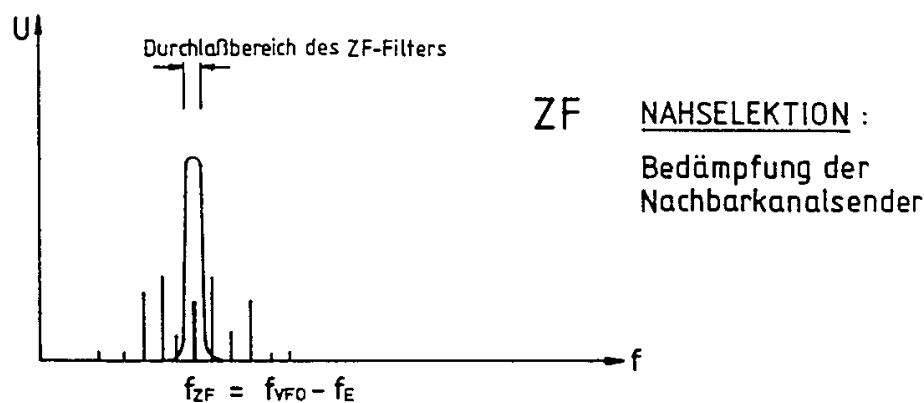 U
Durchlaßbereich des ZF-Filters
ZF
NAHSELEKTION :
Bedämpfung der
Nachbarkanalsender
f
fZF = fVFO - fE